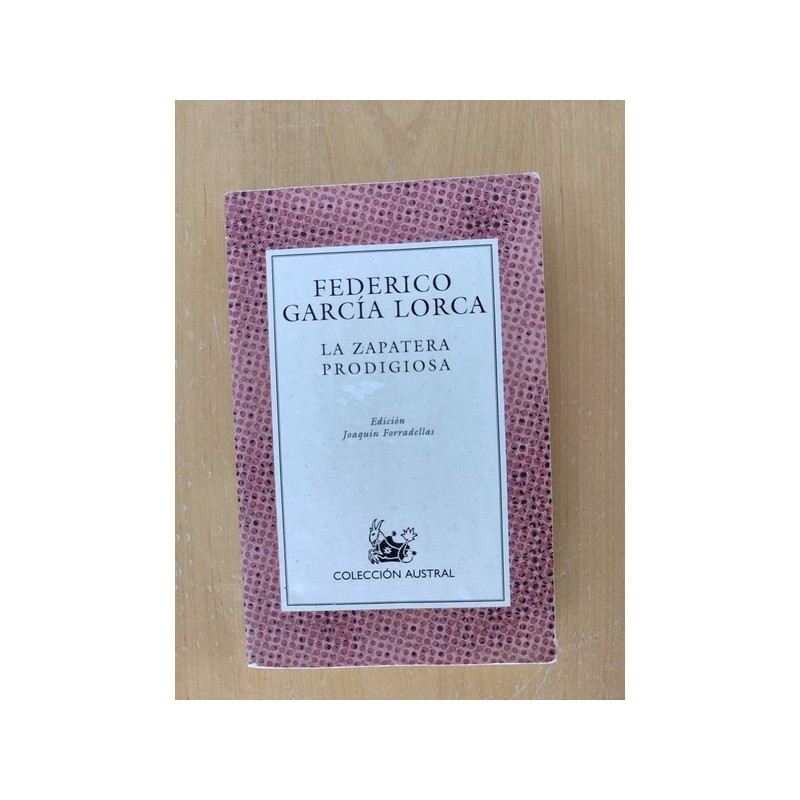 FEDERICO
GARCÍA LORCA
LA ZAPATERA
PRODIGIOSA
Edición
Joaquín Forradellas
COLECCIÓN AUSTRAL